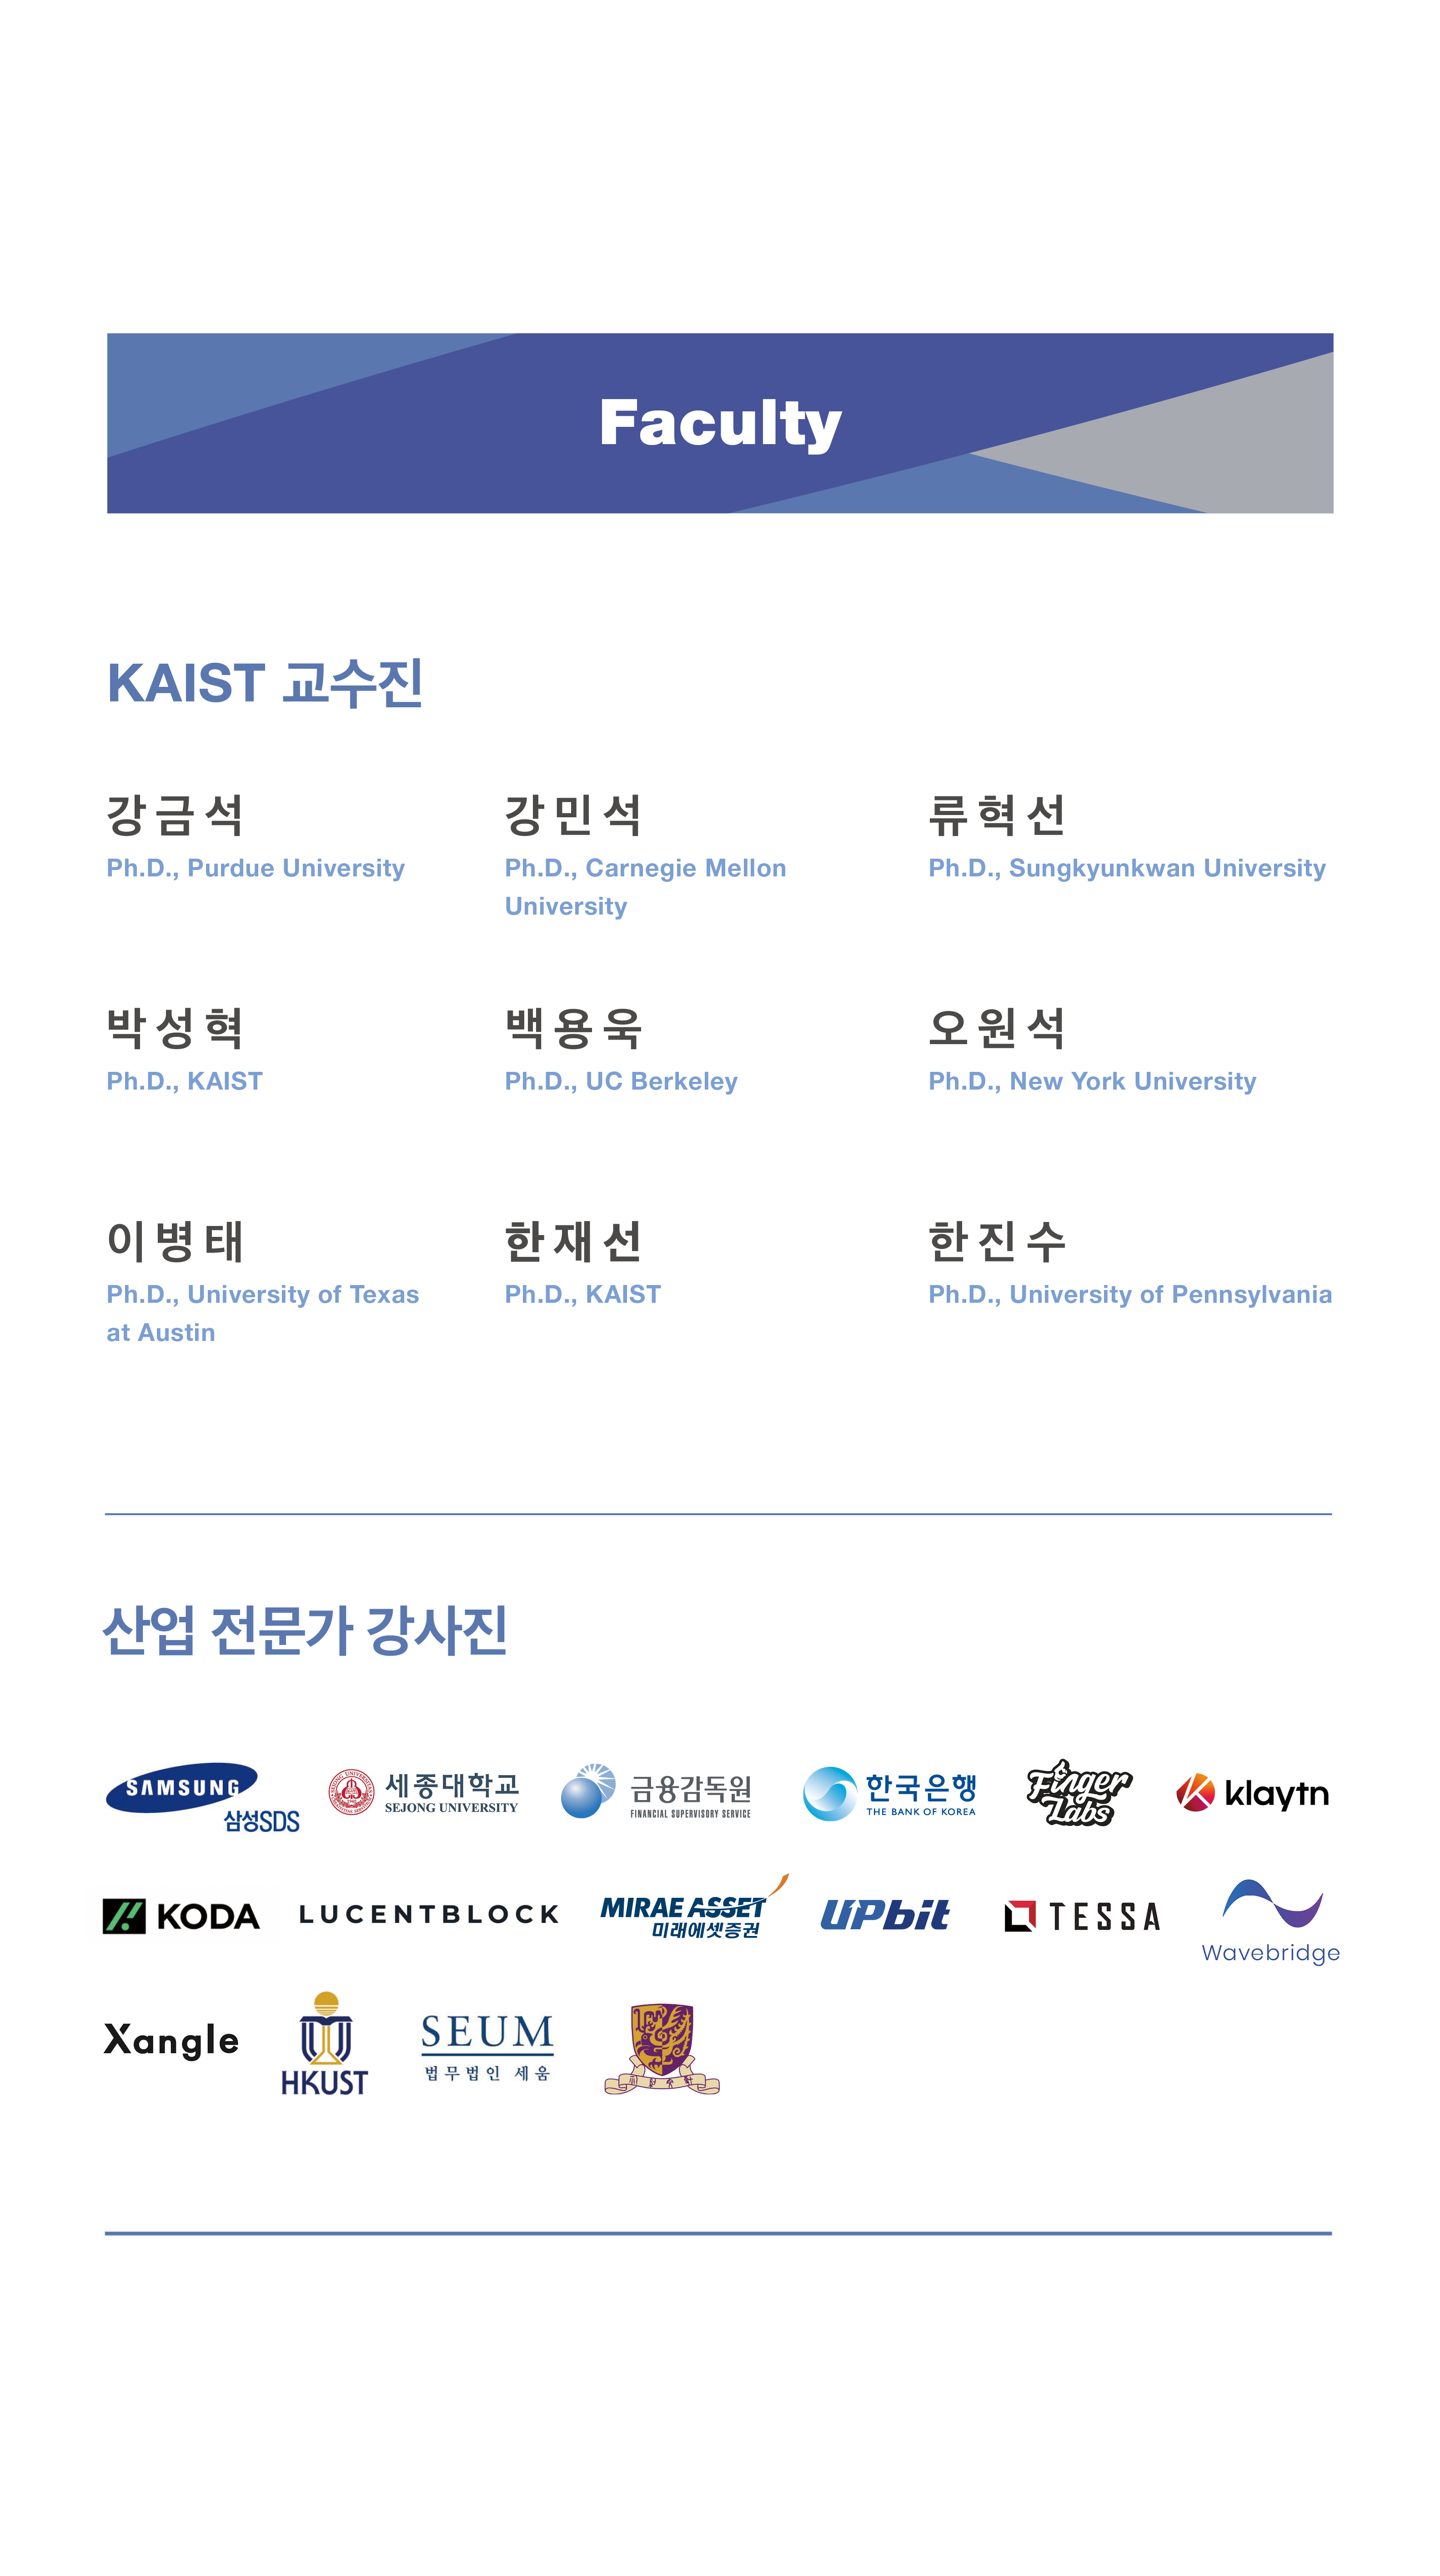 Faculty
KAIST 교수진
강금석
Ph.D., Purdue University
강민석
Ph.D., Carnegie Mellon
University
류혁선
Ph.D., Sungkyunkwan University
박성혁
Ph.D., KAIST
백용욱
Ph.D., UC Berkeley
오원석
Ph.D., New York University
이병태
Ph.D., University of Texas
at Austin
한재선
Ph.D., KAIST
한진수
Ph.D., University of Pennsylvania
산업 전문가 강사진
SAMSUNG
삼성SDS
세종대학교
SEJONG UNIVERSITY
금융감독원
FINANCIAL SUPERVISORY SERVICE
한국은행
THE BANK OF KOREA
Finger
Labs
klaytn
KODA
LUCENTBLOCK
MIRAE ASSET
미래에셋증권
UPbit
TESSA
Wavebridge
Xangle
HKUST
SEUM
법무법인 세움